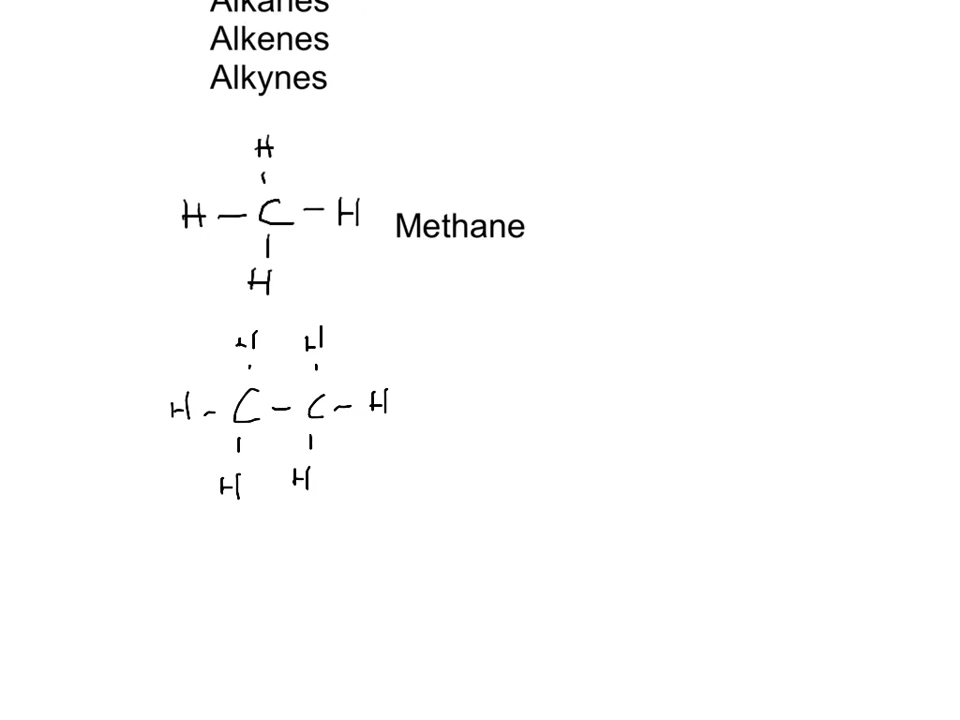 Alkanes
Alkenes
Alkynes
H
H - C - H
Methane
H
H H
H - C - C - H
H H